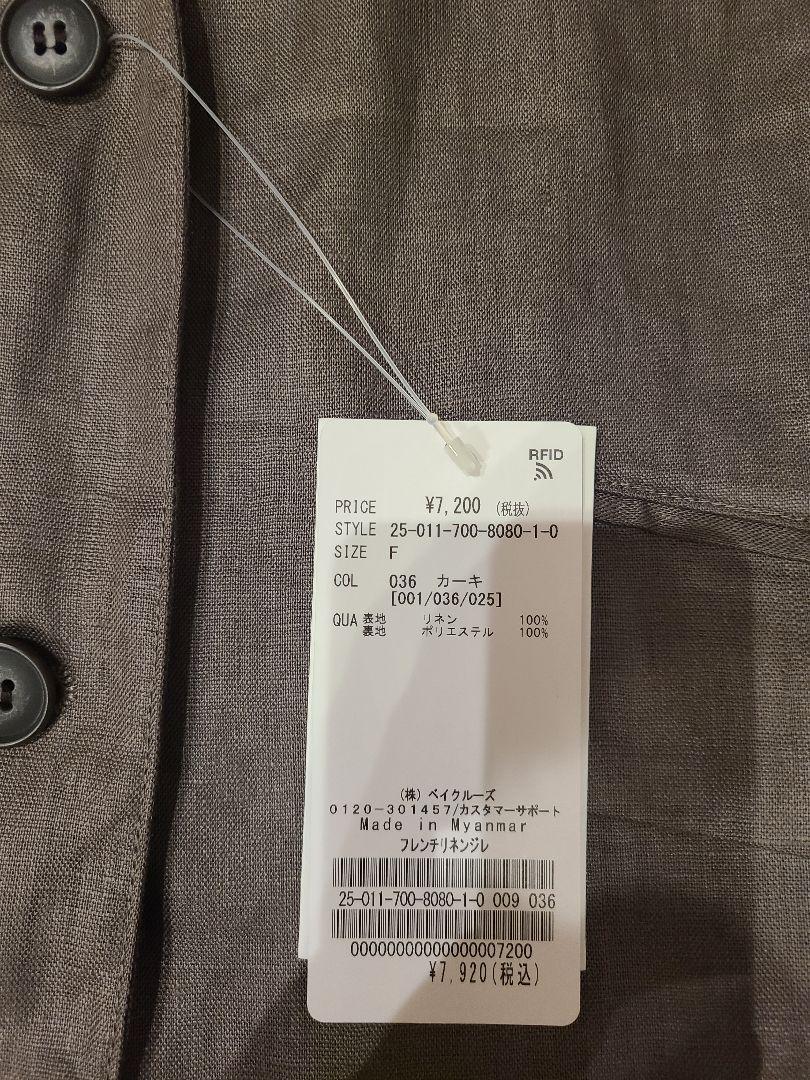 RFID
PRICE ¥7,200 (税抜)
STYLE 25-011-700-8080-1-0
SIZE F
COL 036 カーキ
[001/036/025]
QUA 表地 リネン 100%
裏地 ポリエステル 100%
(株) ベイクルーズ
0120-301457/カスタマーサポート
Made in Myanmar
フレンチリネンジレ
25-011-700-8080-1-0 009 036
00000000000000007200
¥7,920(税込)